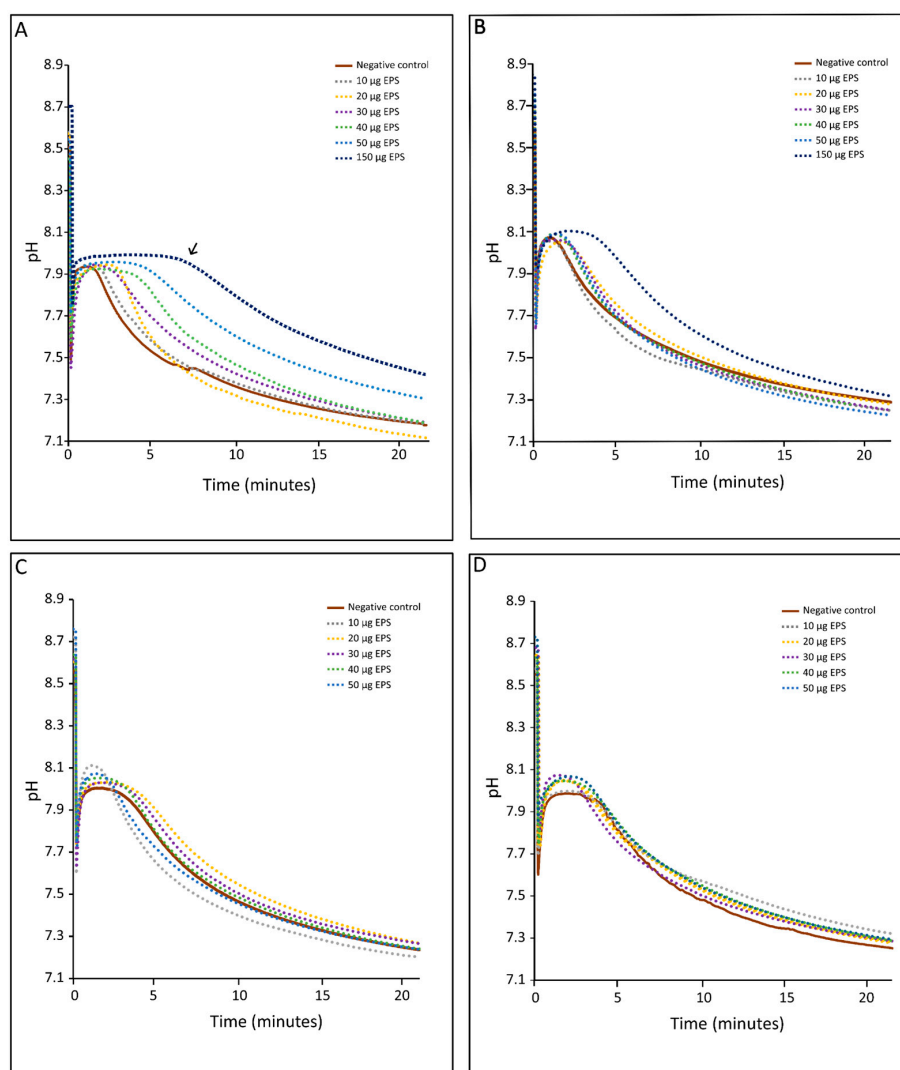 A
8.9
8.7
8.5
8.3
8.1
7.9
7.7
7.5
7.3
7.1
pH
0
5
10
15
20
Time (minutes)
Negative control
10 µg EPS
20 µg EPS
30 µg EPS
40 µg EPS
50 µg EPS
150 µg EPS
B
8.9
8.7
8.5
8.3
8.1
7.9
7.7
7.5
7.3
7.1
pH
0
5
10
15
20
Time (minutes)
Negative control
10 µg EPS
20 µg EPS
30 µg EPS
40 µg EPS
50 µg EPS
150 µg EPS
C
8.9
8.7
8.5
8.3
8.1
7.9
7.7
7.5
7.3
7.1
pH
0
5
10
15
20
Time (minutes)
Negative control
10 µg EPS
20 µg EPS
30 µg EPS
40 µg EPS
50 µg EPS
D
8.9
8.7
8.5
8.3
8.1
7.9
7.7
7.5
7.3
7.1
pH
0
5
10
15
20
Time (minutes)
Negative control
10 µg EPS
20 µg EPS
30 µg EPS
40 µg EPS
50 µg EPS